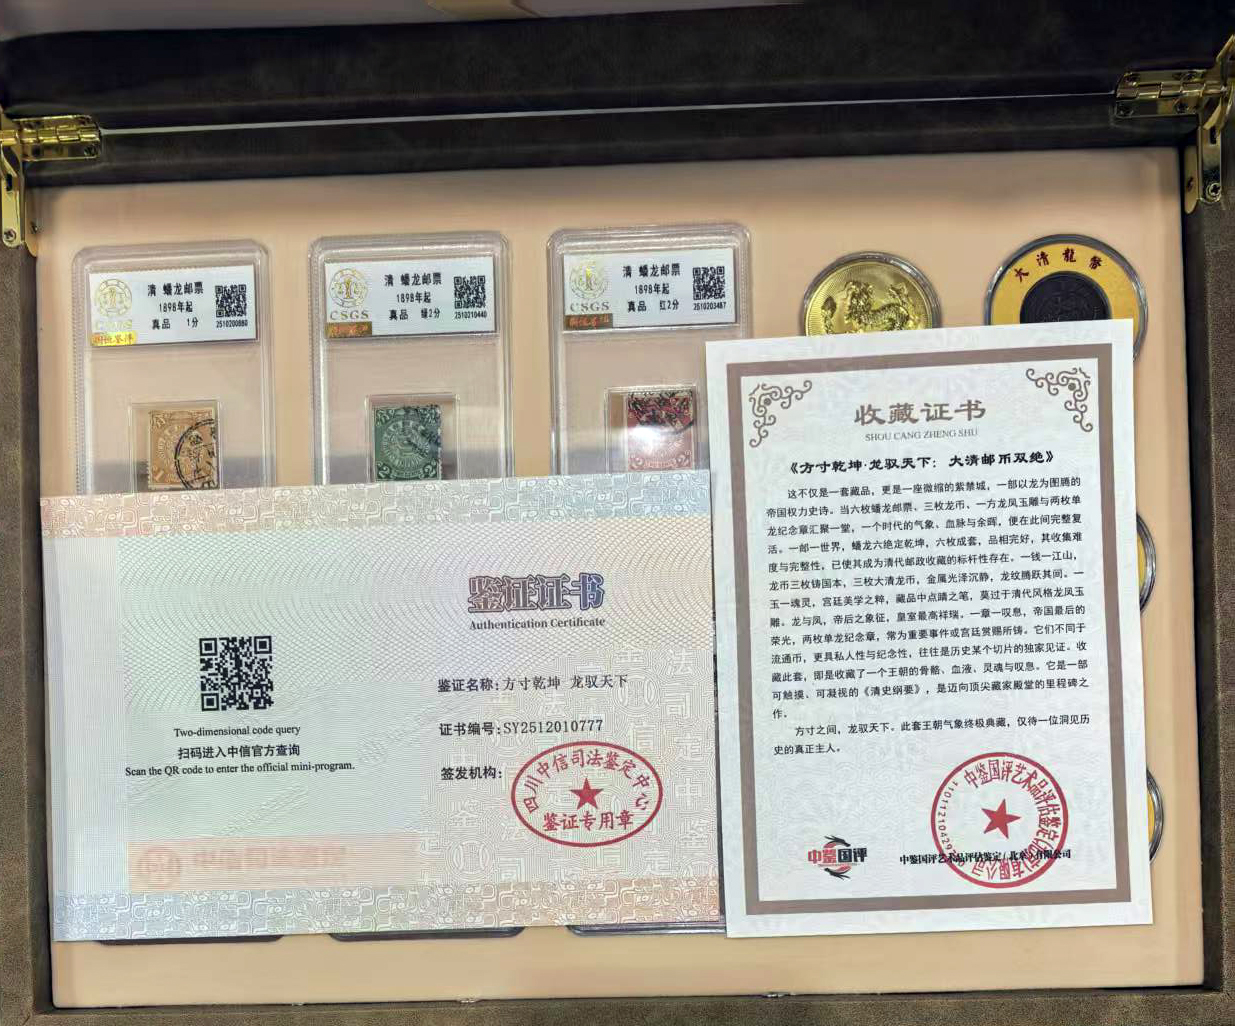 清 蟠龙邮票
1898年起
真品 1分
2510200880
CSGS
清 蟠龙邮票
1898年起
真品 绿2分
2510210440
CSGS
清 蟠龙邮票
1898年起
真品 红2分
2510203487
CSGS
大清龍幣
鉴证证书
Authentication Certificate
鉴证名称:方寸乾坤 龙驭天下
证书编号:SY2512010777
签发机构:
四川中信司法鉴定中心
鉴证专用章
Two-dimensional code query
扫码进入中信官方查询
Scan the QR code to enter the official mini-program.
收藏证书
SHOU CANG ZHENG SHU
《方寸乾坤·龙驭天下：大清邮币双绝》
这不仅是一套藏品，更是一座微缩的紫禁城，一部以龙为图腾的
帝国权力史诗。当六枚蟠龙邮票、三枚龙币、一方龙凤玉雕与两枚单
龙纪念章汇聚一堂，一个时代的气象、血脉与余晖，便在此间完整复
活。一邮一世界，蟠龙六绝定乾坤，六枚成套，品相完好，其收集难
度与完整性，已使其成为清代邮政收藏的标杆性存在。一钱一江山，
龙币三枚铸国本，三枚大清龙币，金属光泽沉静，龙纹腾跃其间。一
玉一魂灵，宫廷美学之粹，藏品中点睛之笔，莫过于清代风格龙凤玉
雕。龙与凤，帝后之象征，皇室最高祥瑞。一章一叹息，帝国最后的
荣光，两枚单龙纪念章，常为重要事件或宫廷赏赐所铸。它们不同于
流通币，更具私人性与纪念性，往往是历史某个切片的独家见证。收
藏此套，即是收藏了一个王朝的骨骼、血液、灵魂与叹息。它是一部
可触摸、可凝视的《清史纲要》，是迈向顶尖藏家殿堂的里程碑之
作。
方寸之间，龙驭天下。此套王朝气象终极典藏，仅待一位洞见历
史的真正主人。
中鉴国评
中鉴国评艺术品评估鉴定（北京）有限公司